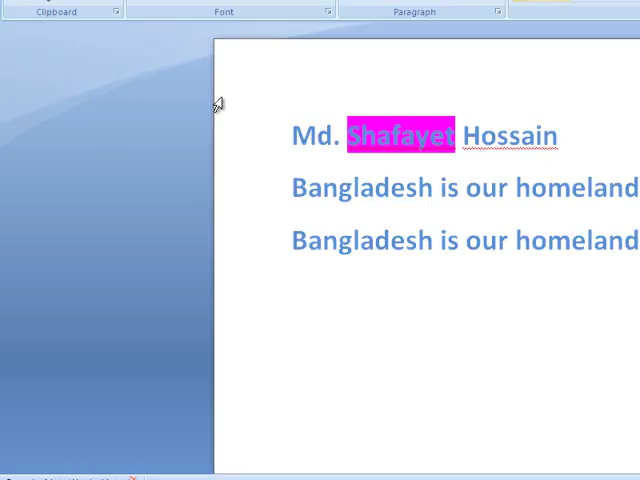 Clipboard Font Paragraph
Md. Shafayet Hossain
Bangladesh is our homeland
Bangladesh is our homeland